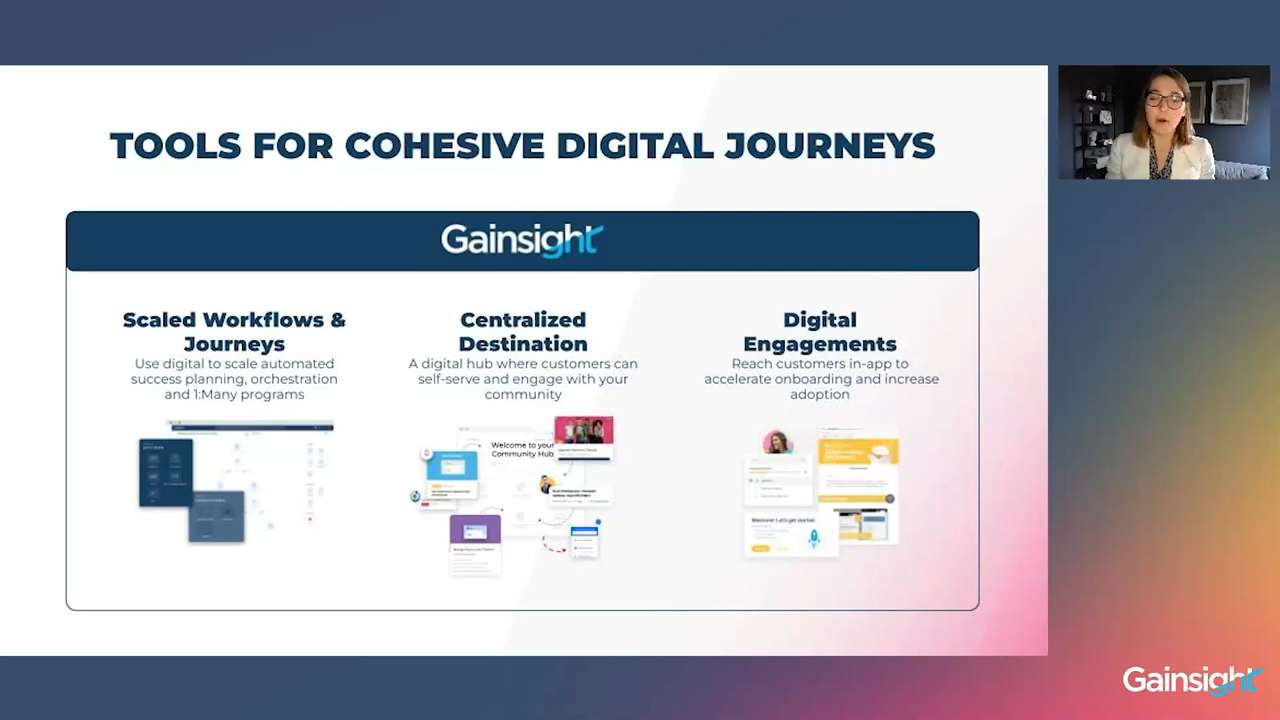 TOOLS FOR COHESIVE DIGITAL JOURNEYS
Gainsight
Scaled Workflows &
Journeys
Use digital to scale automated
success planning, orchestration
and 1:Many programs
Centralized
Destination
A digital hub where customers can
self-serve and engage with your
community
Welcome to your
Community Hub
Digital
Engagements
Reach customers in-app to
accelerate onboarding and increase
adoption
Welcome! Let's get started
Gainsight